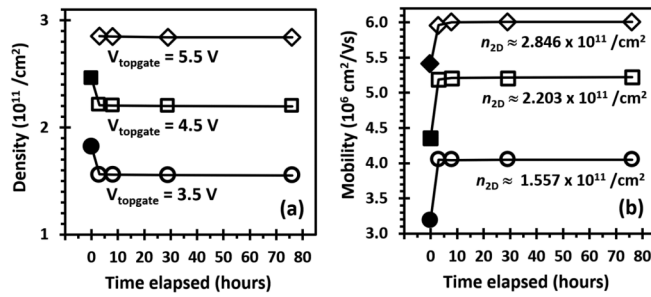 (a)
Density (10¹¹ /cm²)
3
2
1
V_topgate = 5.5 V
V_topgate = 4.5 V
V_topgate = 3.5 V
0 10 20 30 40 50 60 70 80
Time elapsed (hours)
(b)
Mobility (10⁶ cm²/Vs)
6.0
5.5
5.0
4.5
4.0
3.5
3.0
n_2D ≈ 2.846 x 10¹¹ /cm²
n_2D ≈ 2.203 x 10¹¹ /cm²
n_2D ≈ 1.557 x 10¹¹ /cm²
0 10 20 30 40 50 60 70 80
Time elapsed (hours)